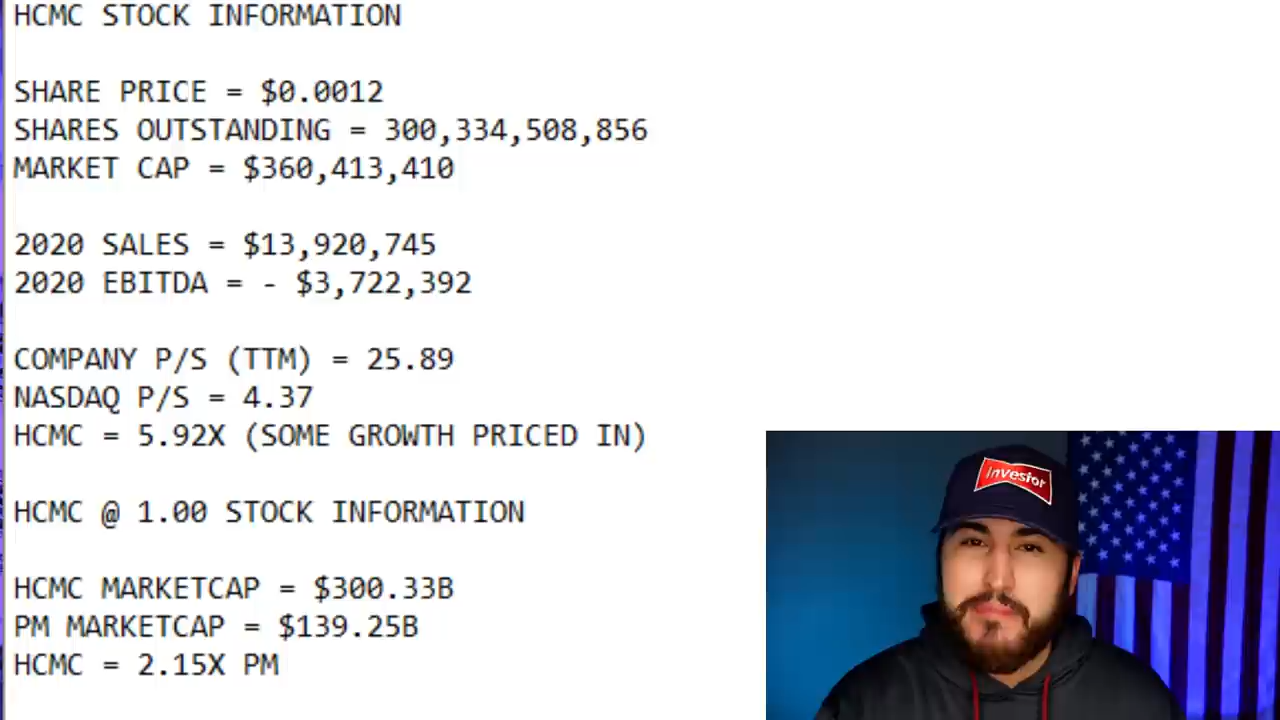 HCMC STOCK INFORMATION
SHARE PRICE = $0.0012
SHARES OUTSTANDING = 300,334,508,856
MARKET CAP = $360,413,410
2020 SALES = $13,920,745
2020 EBITDA = - $3,722,392
COMPANY P/S (TTM) = 25.89
NASDAQ P/S = 4.37
HCMC = 5.92X (SOME GROWTH PRICED IN)
HCMC @ 1.00 STOCK INFORMATION
HCMC MARKETCAP = $300.33B
PM MARKETCAP = $139.25B
HCMC = 2.15X PM
Investor